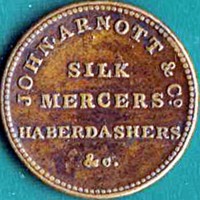 JOHN ARNOTT & Co
SILK
MERCERS
HABERDASHERS
&c.